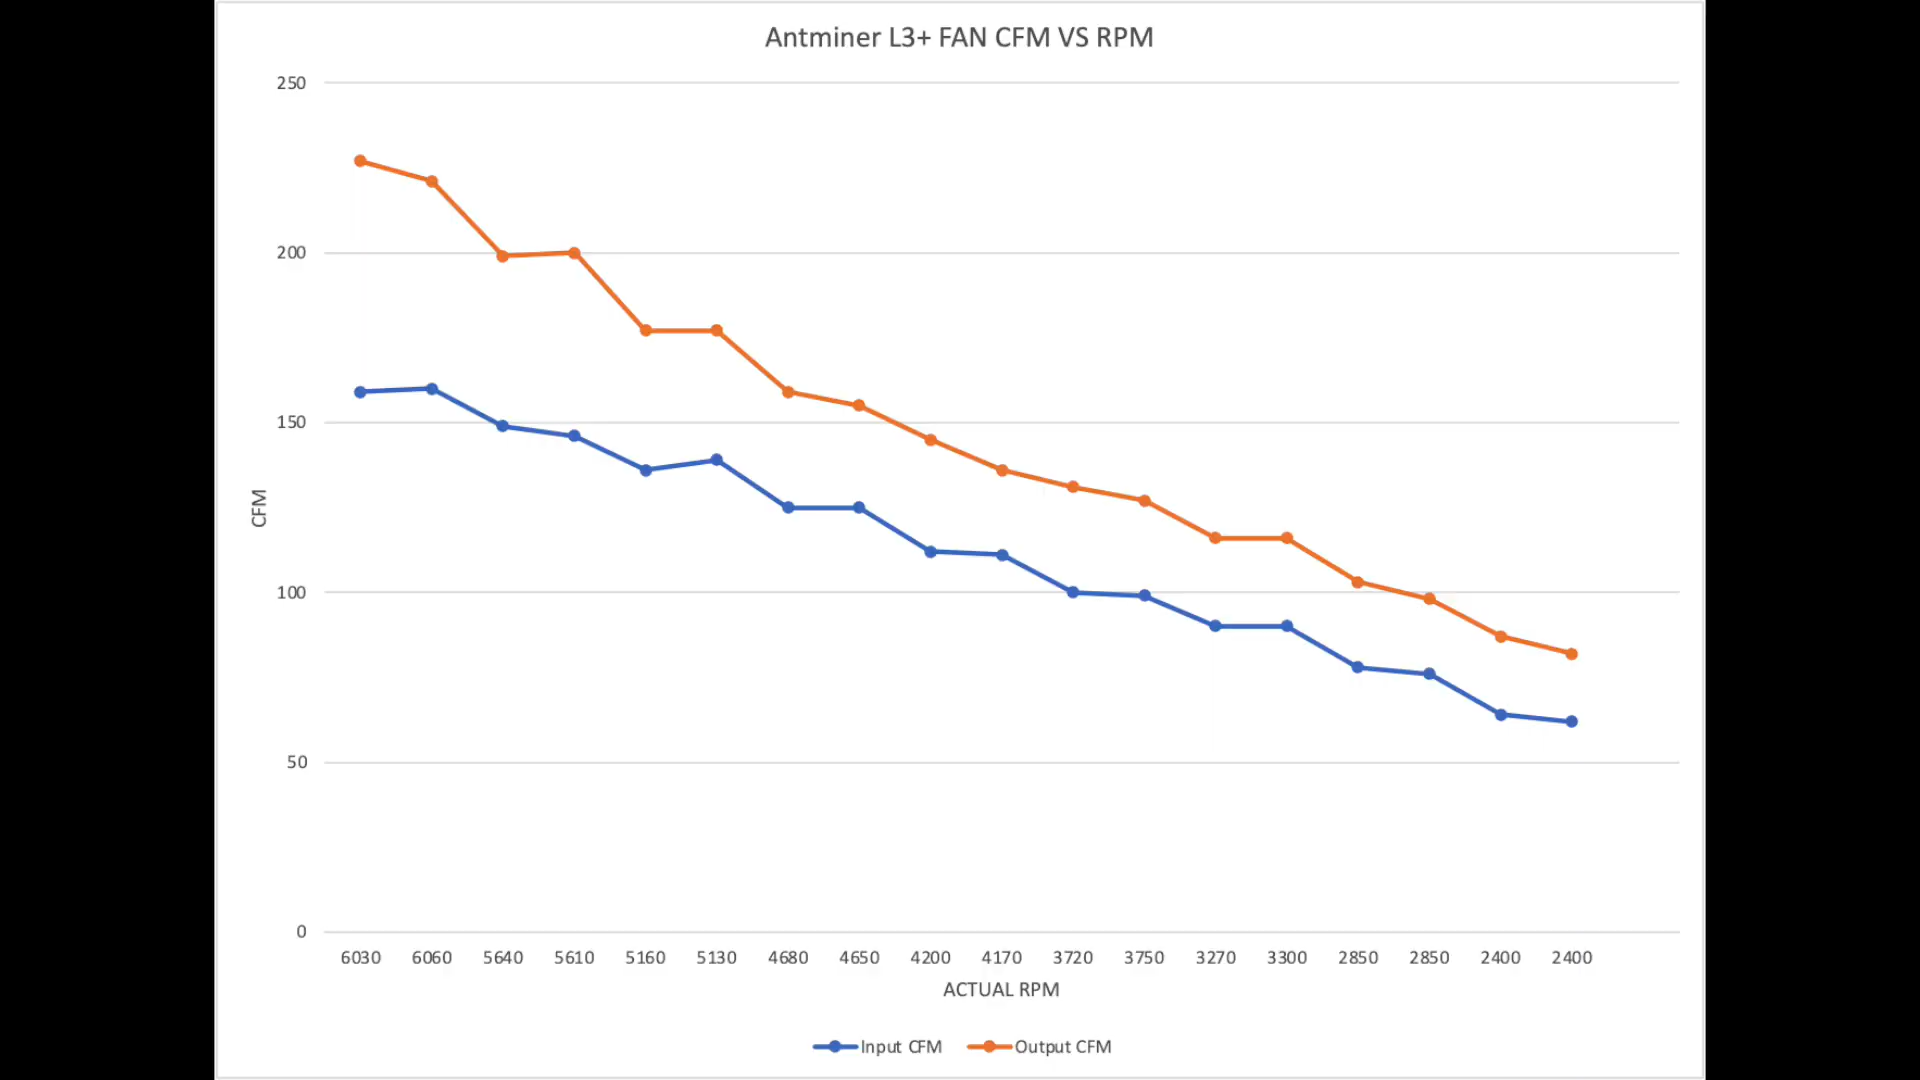 Antminer L3+ FAN CFM VS RPM
250
200
150
100
50
0
CFM
6030 6060 5640 5610 5160 5130 4680 4650 4200 4170 3720 3750 3270 3300 2850 2850 2400 2400
ACTUAL RPM
Input CFM Output CFM